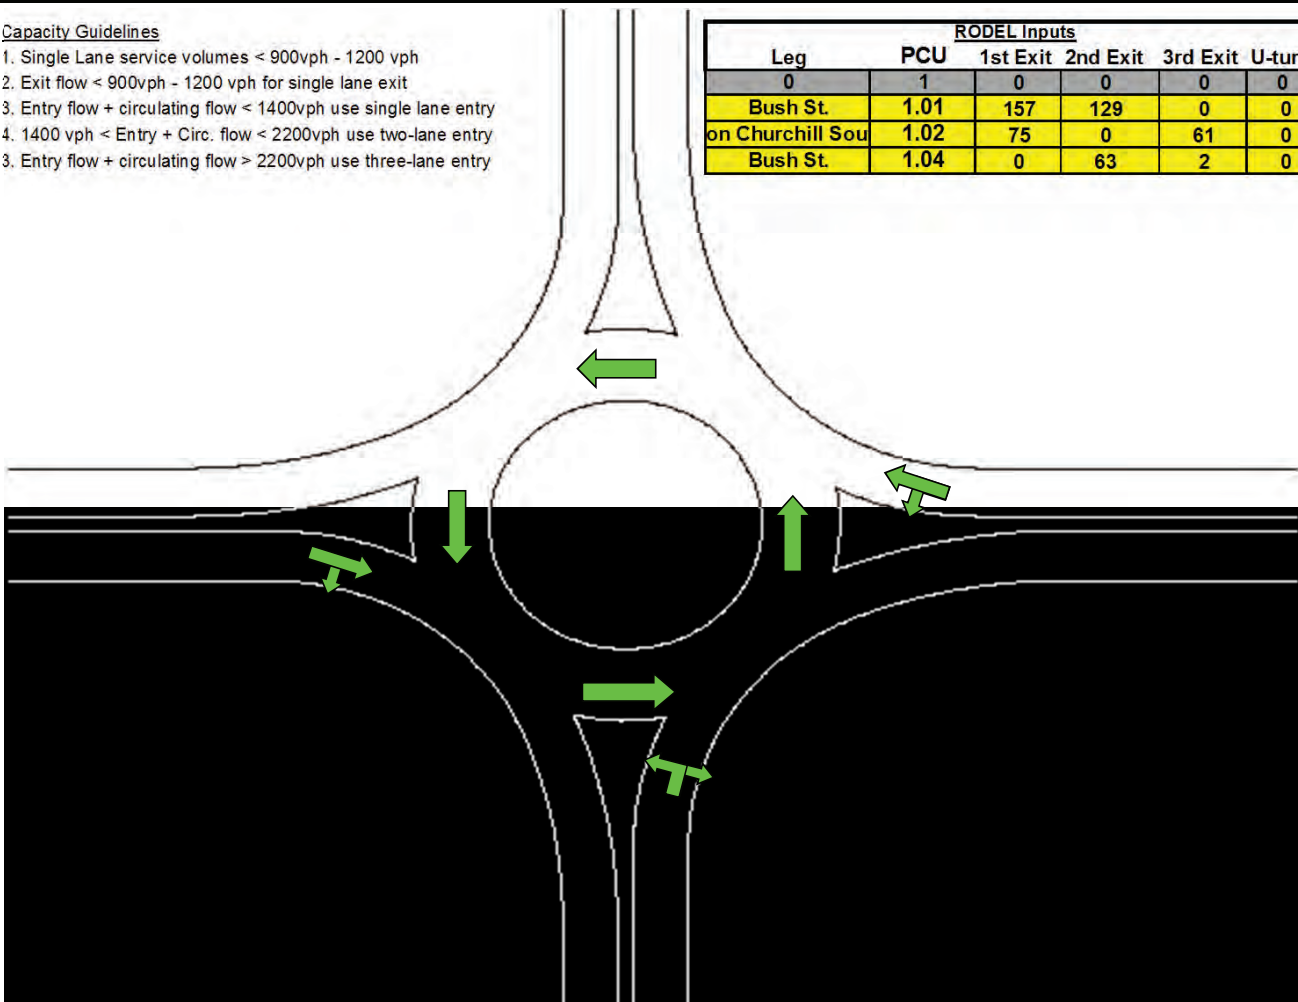 Capacity Guidelines
1. Single Lane service volumes < 900vph - 1200 vph
2. Exit flow < 900vph - 1200 vph for single lane exit
3. Entry flow + circulating flow < 1400vph use single lane entry
4. 1400 vph < Entry + Circ. flow < 2200vph use two-lane entry
3. Entry flow + circulating flow > 2200vph use three-lane entry
RODEL Inputs
Leg PCU 1st Exit 2nd Exit 3rd Exit U-tur
0 1 0 0 0 0
Bush St. 1.01 157 129 0 0
on Churchill Sou 1.02 75 0 61 0
Bush St. 1.04 0 63 2 0